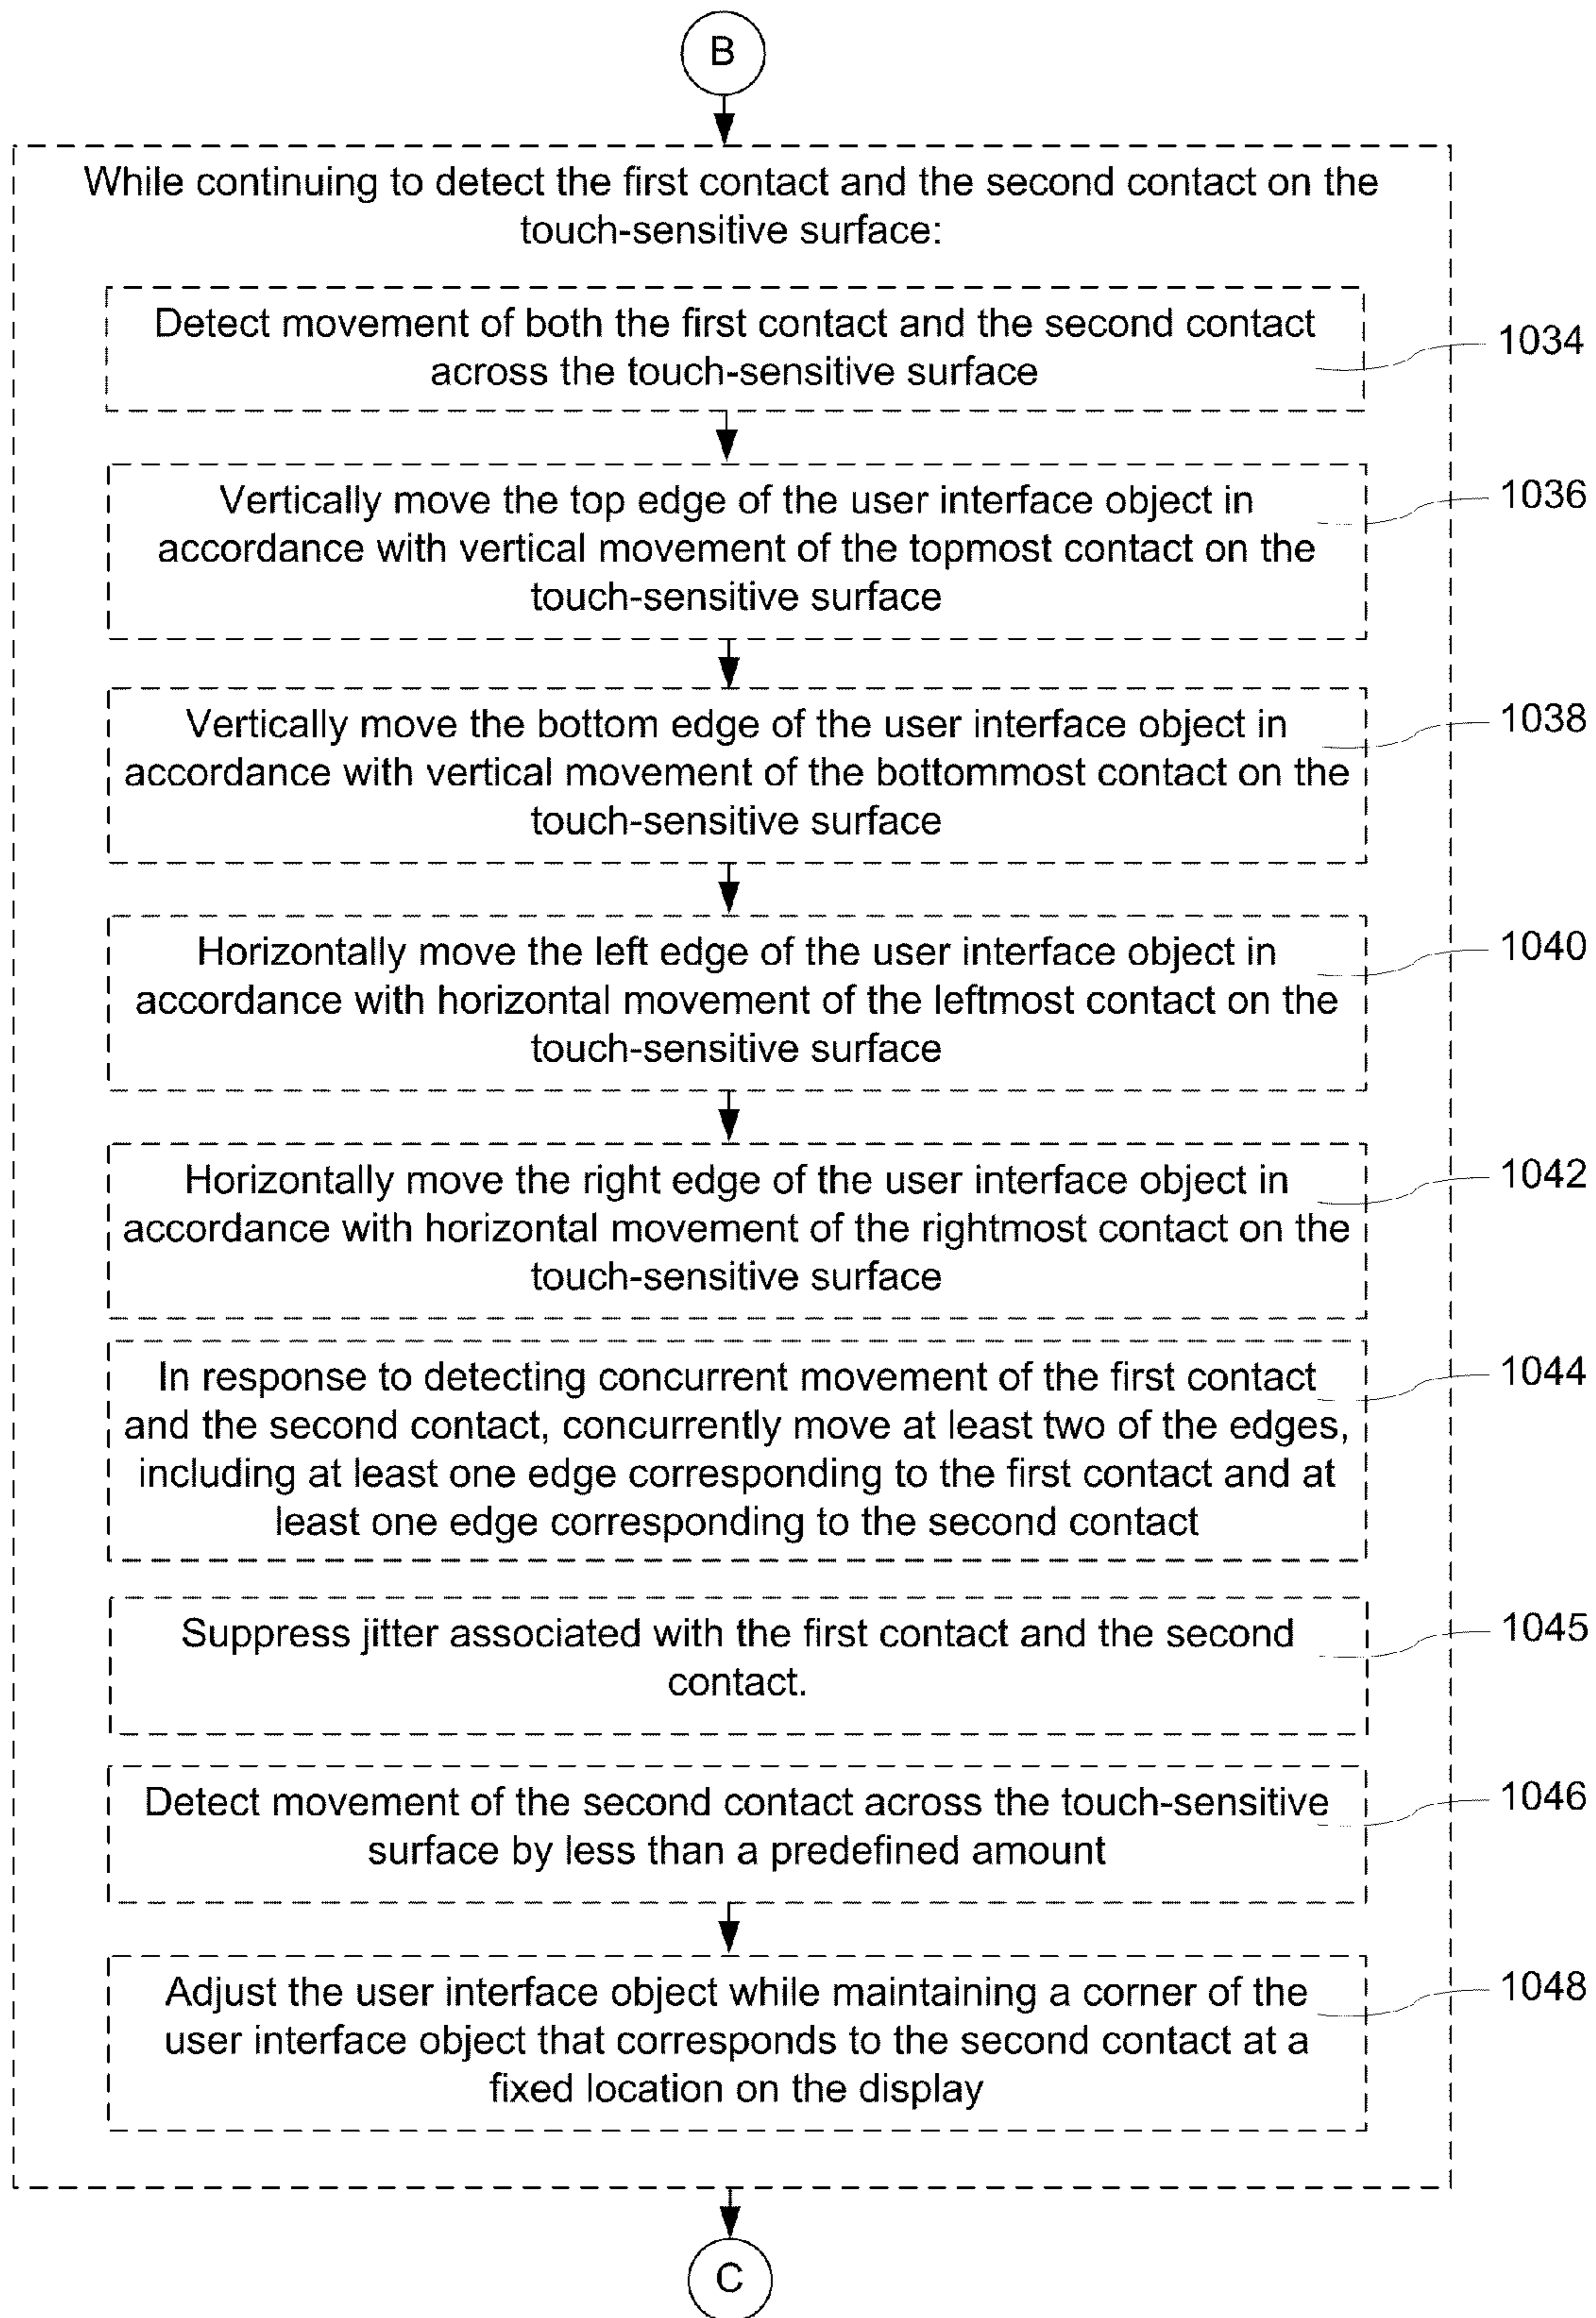 B
While continuing to detect the first contact and the second contact on the
touch-sensitive surface:
Detect movement of both the first contact and the second contact
across the touch-sensitive surface
1034
Vertically move the top edge of the user interface object in
accordance with vertical movement of the topmost contact on the
touch-sensitive surface
1036
Vertically move the bottom edge of the user interface object in
accordance with vertical movement of the bottommost contact on the
touch-sensitive surface
1038
Horizontally move the left edge of the user interface object in
accordance with horizontal movement of the leftmost contact on the
touch-sensitive surface
1040
Horizontally move the right edge of the user interface object in
accordance with horizontal movement of the rightmost contact on the
touch-sensitive surface
1042
In response to detecting concurrent movement of the first contact
and the second contact, concurrently move at least two of the edges,
including at least one edge corresponding to the first contact and at
least one edge corresponding to the second contact
1044
Suppress jitter associated with the first contact and the second
contact.
1045
Detect movement of the second contact across the touch-sensitive
surface by less than a predefined amount
1046
Adjust the user interface object while maintaining a corner of the
user interface object that corresponds to the second contact at a
fixed location on the display
1048
C